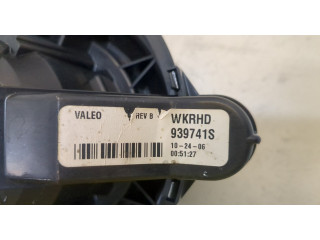 VALEO REV B WKRHD
939741S
10-24-06
00:51:27